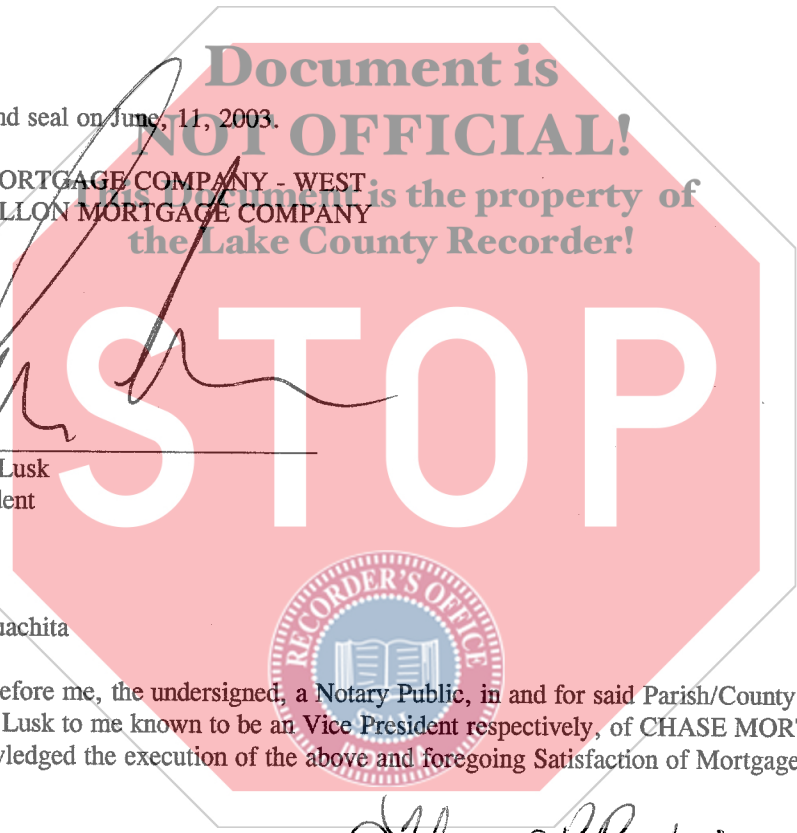 Document is
nd seal on June, 11, 2003.
NOT OFFICIAL!
ORTGAGE COMPANY - WEST
This Document is the property of
LLON MORTGAGE COMPANY
the Lake County Recorder!
STOP
Lusk
dent
RECORDER'S OFFICE
uachita
efore me, the undersigned, a Notary Public, in and for said Parish/County
Lusk to me known to be an Vice President respectively, of CHASE MOR
vledged the execution of the above and foregoing Satisfaction of Mortgage